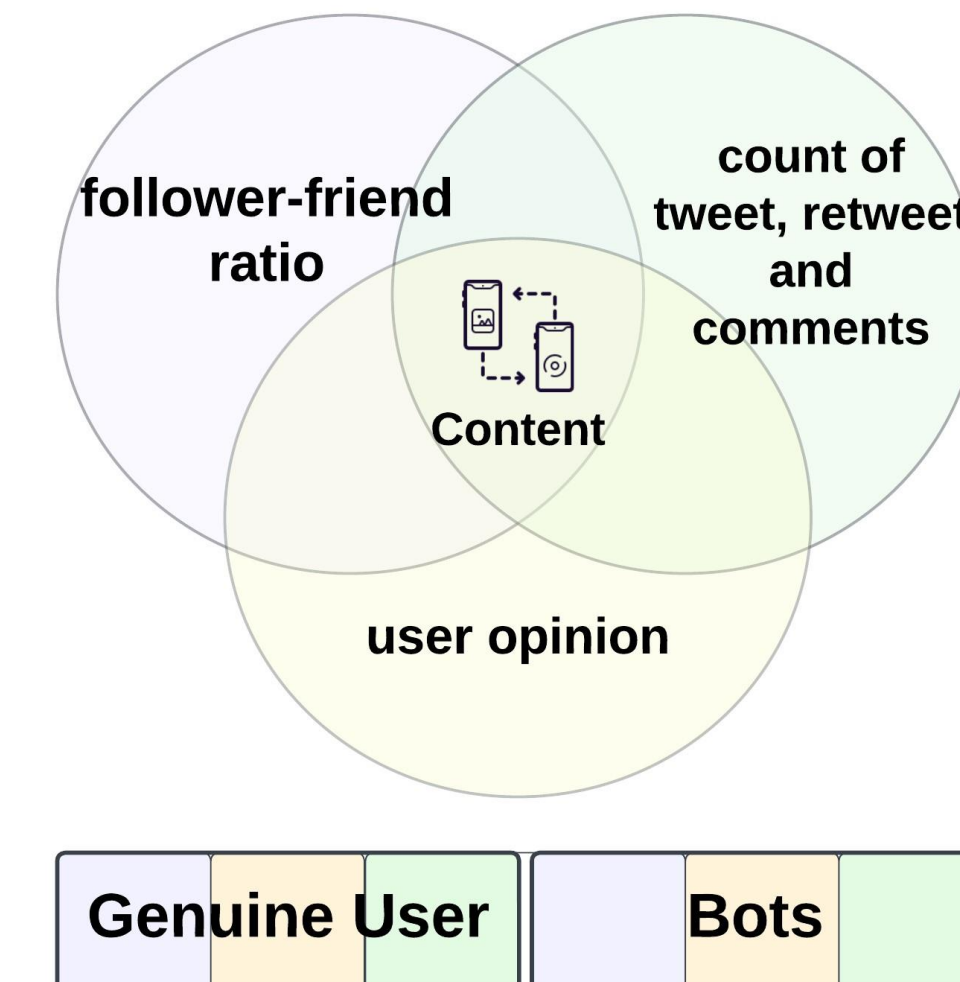 follower-friend
ratio
count of
tweet, retweet
and
comments
Content
user opinion
Genuine User
Bots